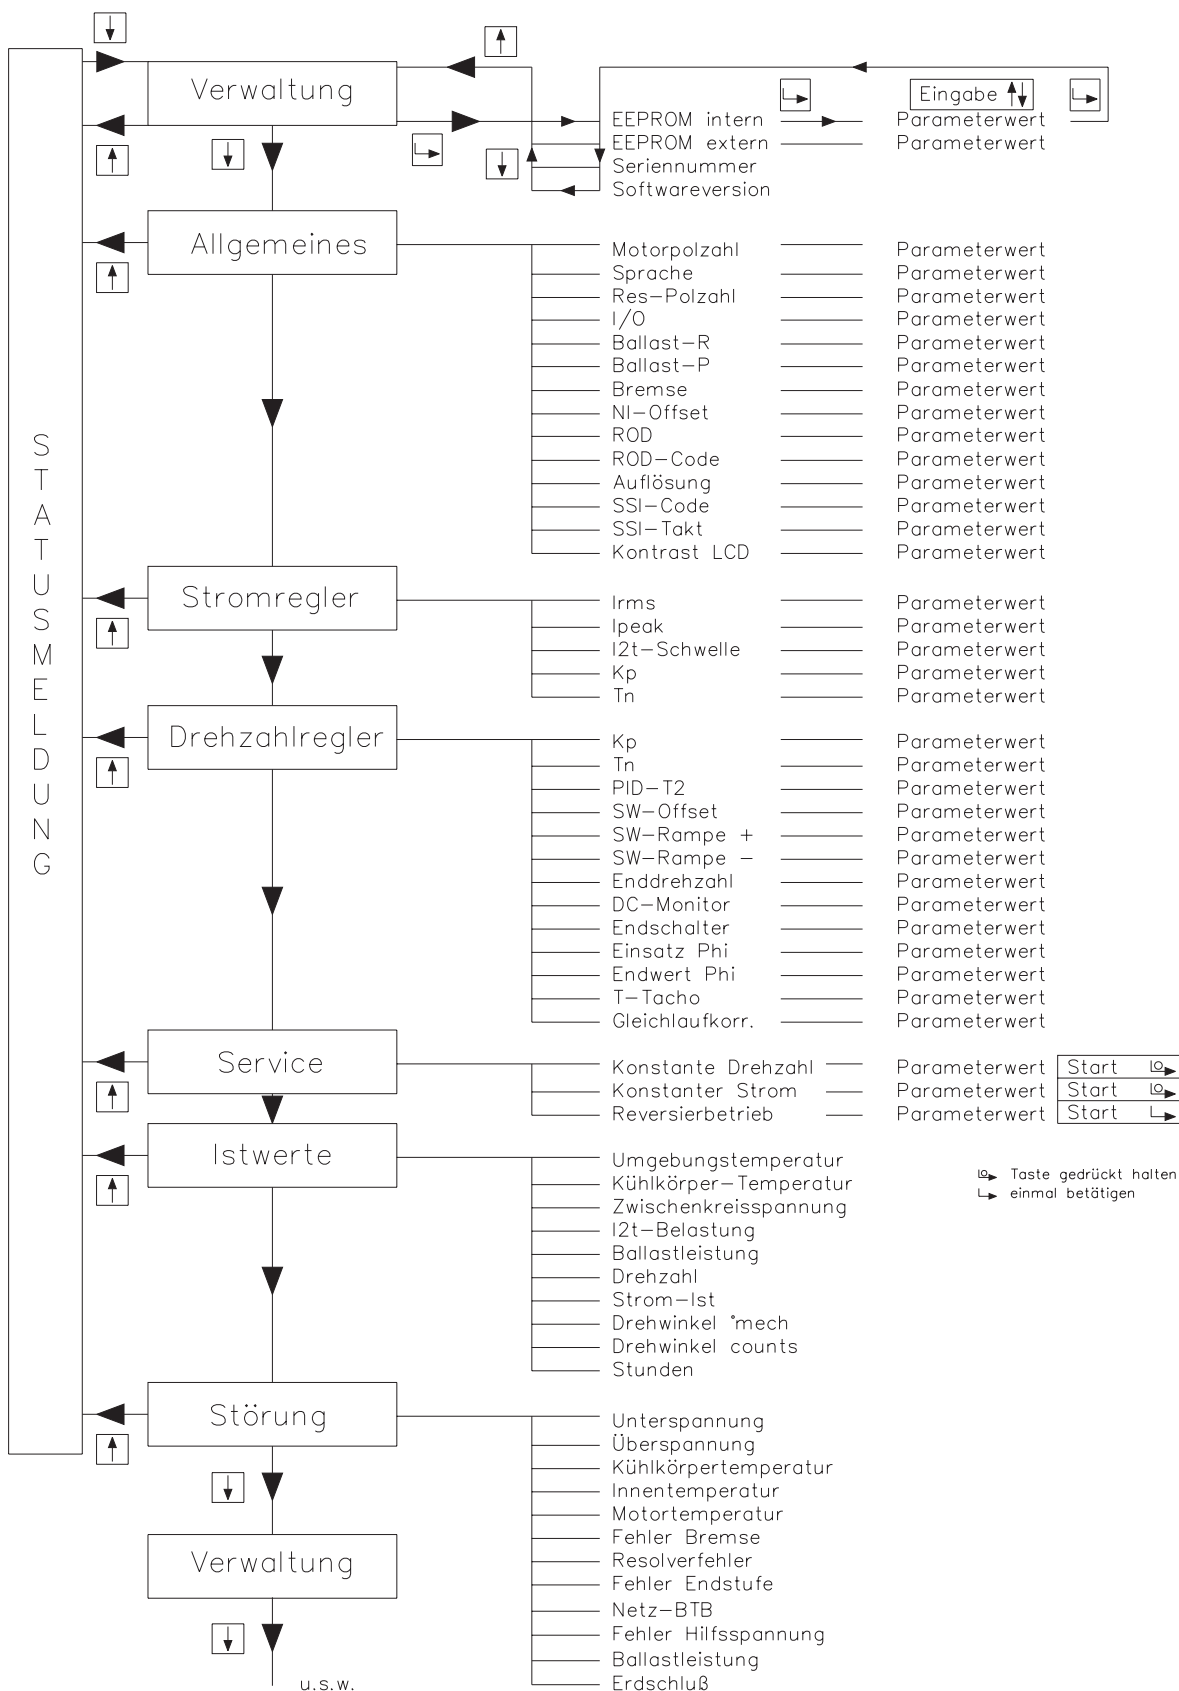 STATUSMELDUNG
Verwaltung
Eingabe
EEPROM intern Parameterwert
EEPROM extern Parameterwert
Seriennummer
Softwareversion
Allgemeines
Motorpolzahl Parameterwert
Sprache Parameterwert
Res-Polzahl Parameterwert
I/O Parameterwert
Ballast-R Parameterwert
Ballast-P Parameterwert
Bremse Parameterwert
NI-Offset Parameterwert
ROD Parameterwert
ROD-Code Parameterwert
Auflösung Parameterwert
SSI-Code Parameterwert
SSI-Takt Parameterwert
Kontrast LCD Parameterwert
Stromregler
Irms Parameterwert
Ipeak Parameterwert
I2t-Schwelle Parameterwert
Kp Parameterwert
Tn Parameterwert
Drehzahlregler
Kp Parameterwert
Tn Parameterwert
PID-T2 Parameterwert
SW-Offset Parameterwert
SW-Rampe + Parameterwert
SW-Rampe - Parameterwert
Enddrehzahl Parameterwert
DC-Monitor Parameterwert
Endschalter Parameterwert
Einsatz Phi Parameterwert
Endwert Phi Parameterwert
T-Tacho Parameterwert
Gleichlaufkorr. Parameterwert
Service
Konstante Drehzahl Parameterwert Start
Konstanter Strom Parameterwert Start
Reversierbetrieb Parameterwert Start
Taste gedrückt halten
einmal betätigen
Istwerte
Umgebungstemperatur
Kühlkörper-Temperatur
Zwischenkreisspannung
I2t-Belastung
Ballastleistung
Drehzahl
Strom-Ist
Drehwinkel °mech
Drehwinkel counts
Stunden
Störung
Unterspannung
Überspannung
Kühlkörpertemperatur
Innentemperatur
Motortemperatur
Fehler Bremse
Resolverfehler
Fehler Endstufe
Netz-BTB
Fehler Hilfsspannung
Ballastleistung
Erdschluß
Verwaltung
u.s.w.